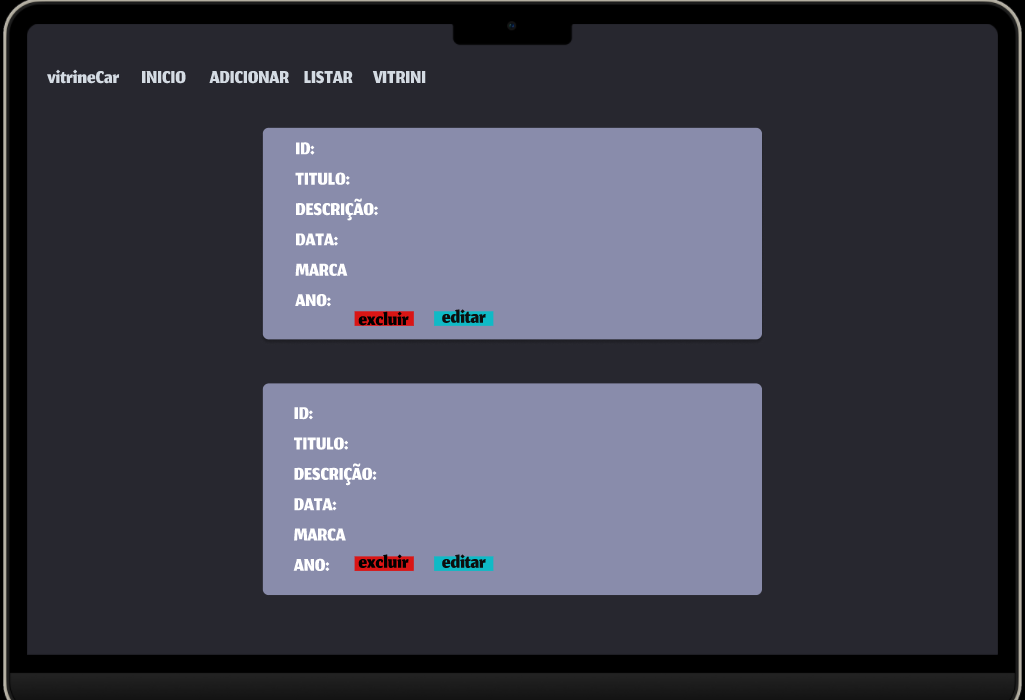 vitrineCar INICIO ADICIONAR LISTAR VITRINI
ID:
TITULO:
DESCRIÇÃO:
DATA:
MARCA
ANO:
excluir editar
ID:
TITULO:
DESCRIÇÃO:
DATA:
MARCA
ANO: excluir editar